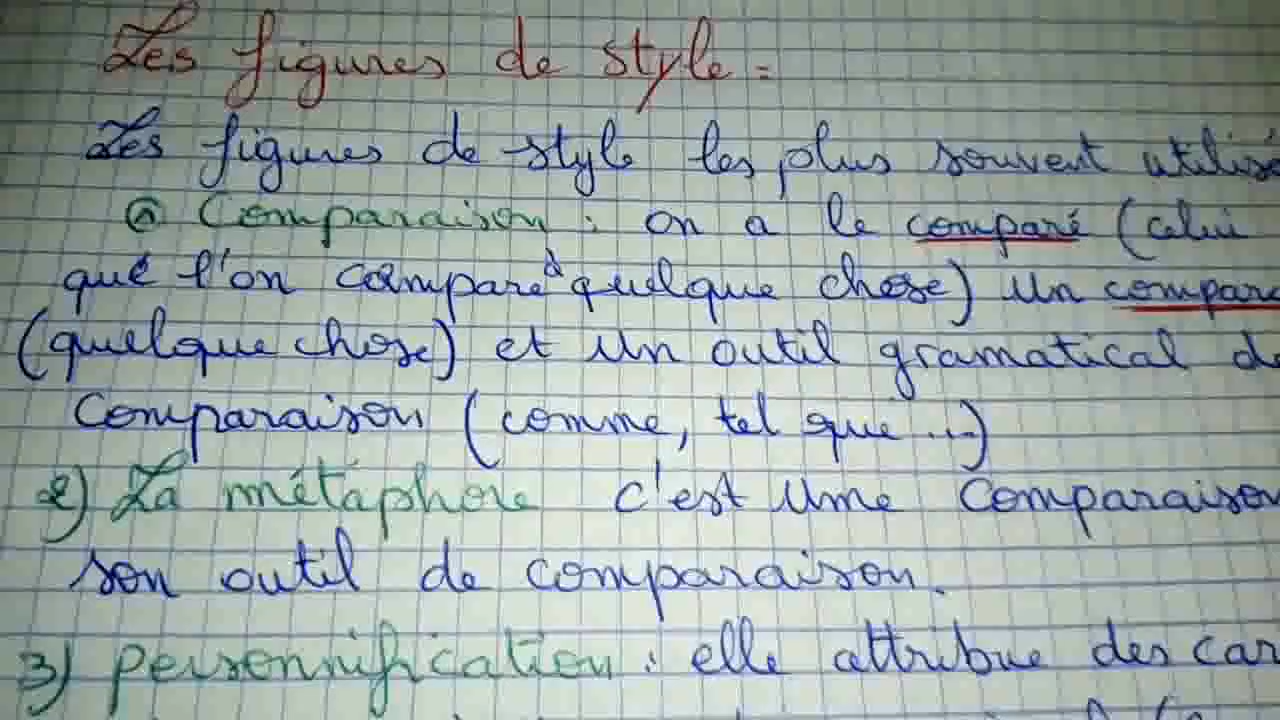 Les figures de style =
Les figures de style les plus souvent utilisé
① Comparaison : on a le comparé (celui
que l'on compare à quelque chose) un compara
(quelque chose) et un outil gramatical de
Comparaison (comme, tel que ...)
2) La métaphore c'est une Comparaison
son outil de comparaison.
3) personnification : elle attribue des car